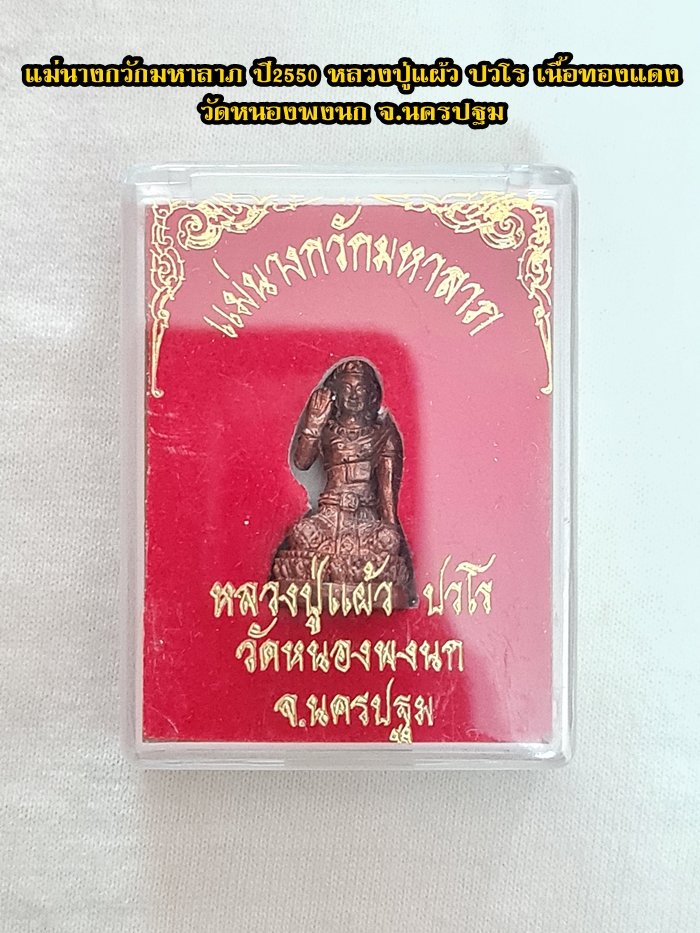 แม่นางกวักมหาลาภ ปี2550 หลวงปู่แผ้ว ปวโร เนื้อทองแดง
วัดหนองพงนก จ.นครปฐม
แม่นางกวักมหาลาภ
หลวงปู่แผ้ว ปวโร
วัดหนองพงนก
จ.นครปฐม